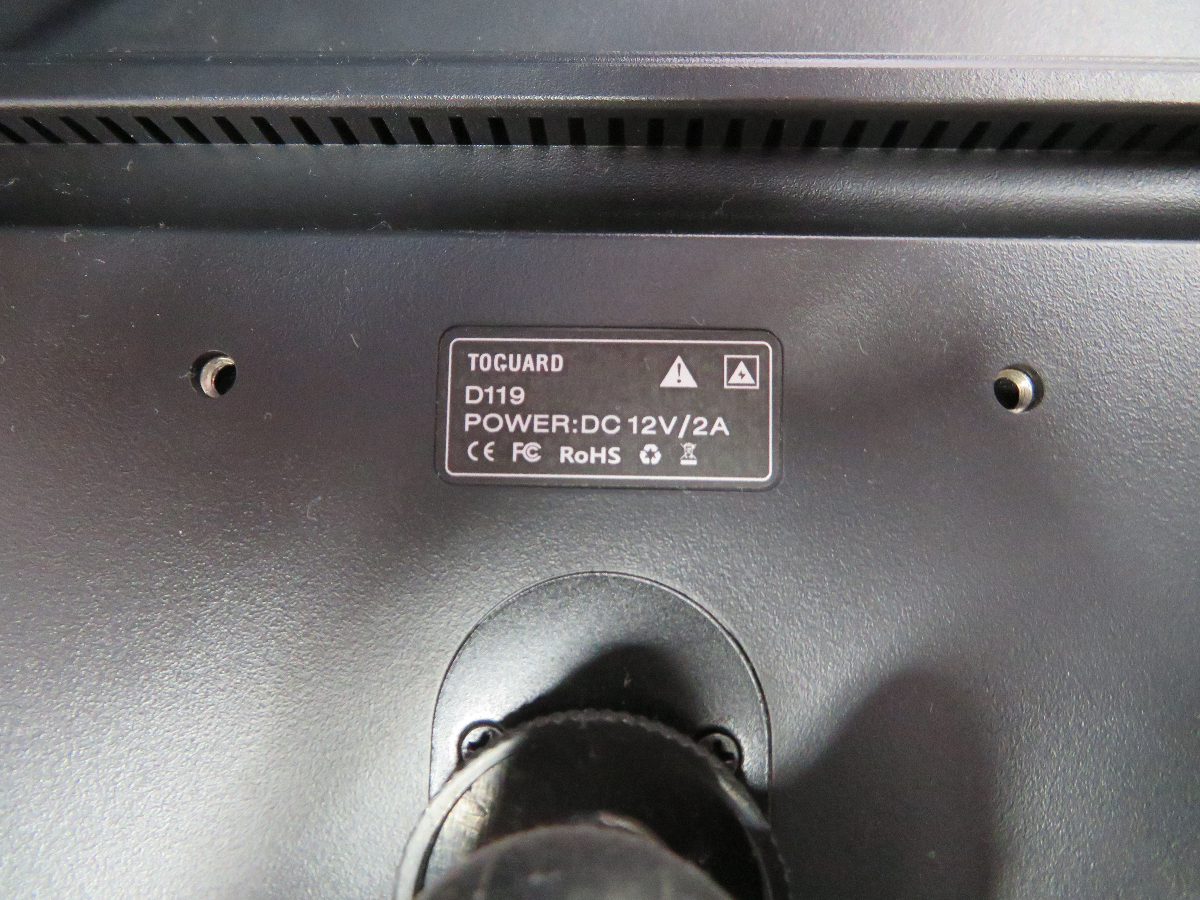 TOGUARD
D119
POWER:DC 12V/2A
CE FC RoHS